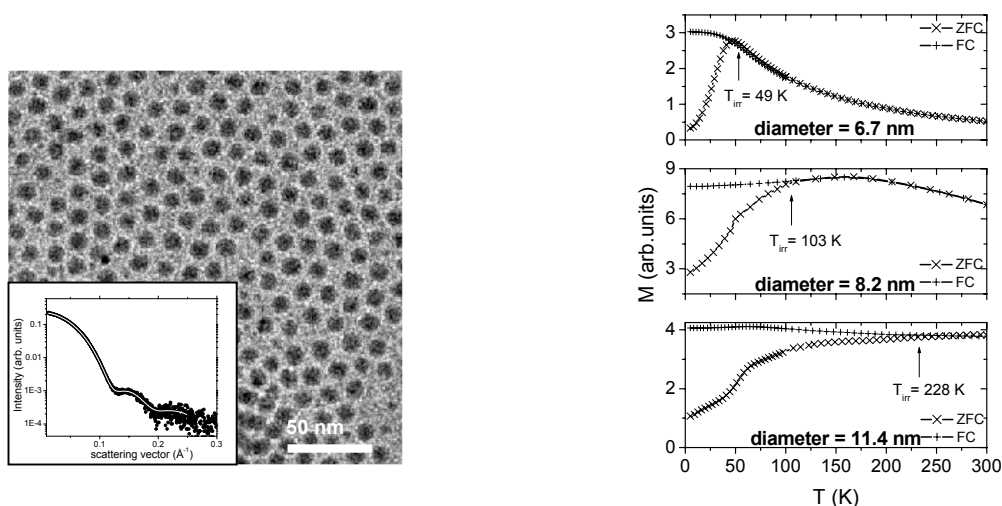 50 nm
Intensity (arb. units)
0.1
0.01
1E-3
1E-4
0.1 0.2 0.3
scattering vector (Å⁻¹)
3
2
1
0
ZFC
FC
T_irr = 49 K
diameter = 6.7 nm
M (arb.units)
9
6
3
T_irr = 103 K
ZFC
FC
diameter = 8.2 nm
4
2
0
T_irr = 228 K
ZFC
FC
diameter = 11.4 nm
0 50 100 150 200 250 300
T (K)